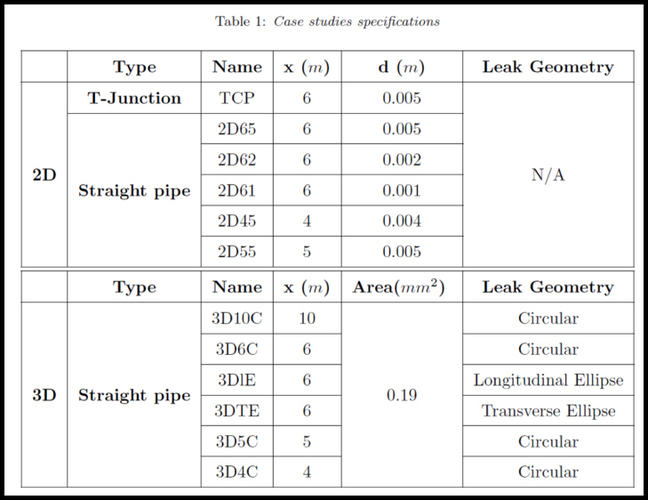 Table 1: Case studies specifications
Type Name x (m) d (m) Leak Geometry
2D T-Junction TCP 6 0.005 N/A
Straight pipe 2D65 6 0.005
2D62 6 0.002
2D61 6 0.001
2D45 4 0.004
2D55 5 0.005
Type Name x (m) Area(mm²) Leak Geometry
3D Straight pipe 3D10C 10 0.19 Circular
3D6C 6 Circular
3DlE 6 Longitudinal Ellipse
3DTE 6 Transverse Ellipse
3D5C 5 Circular
3D4C 4 Circular